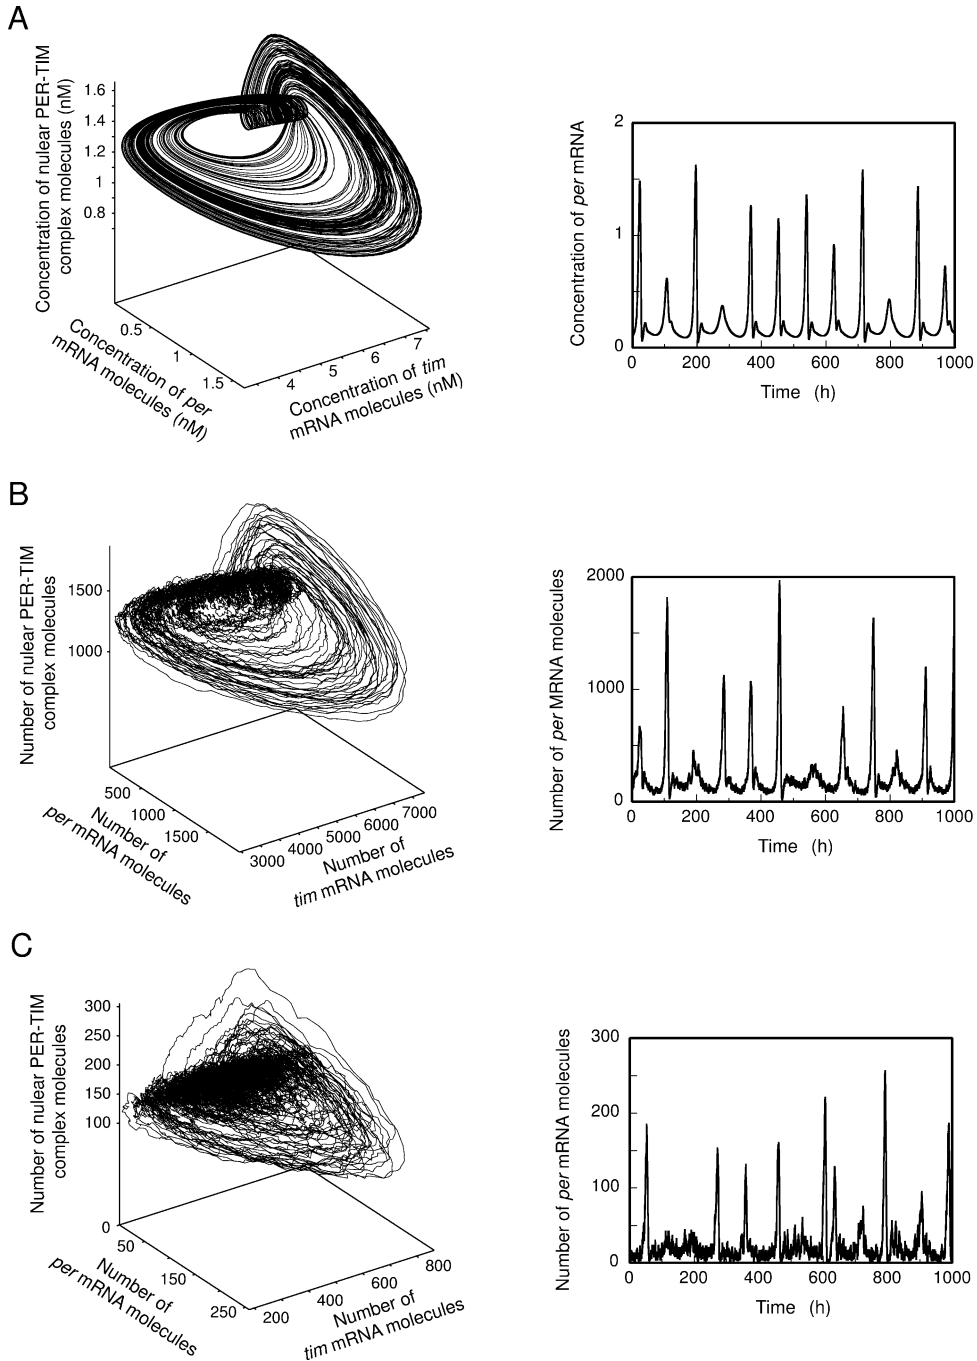 A
Concentration of nulear PER-TIM
complex molecules (nM)
1.6
1.4
1.2
1
0.8
0.5
1
1.5
Concentration of per
mRNA molecules (nM)
4
5
6
7
Concentration of tim
mRNA molecules (nM)
Concentration of per mRNA
2
1
0
0 200 400 600 800 1000
Time (h)
B
Number of nulear PER-TIM
complex molecules
1500
1000
500
1000
1500
Number of
per mRNA molecules
3000
4000
5000
6000
7000
Number of
tim mRNA molecules
Number of per MRNA molecules
2000
1000
0
0 200 400 600 800 1000
Time (h)
C
Number of nulear PER-TIM
complex molecules
300
250
200
150
100
0
50
150
250
Number of
per mRNA molecules
200
400
600
800
Number of
tim mRNA molecules
Number of per mRNA molecules
300
200
100
0
0 200 400 600 800 1000
Time (h)